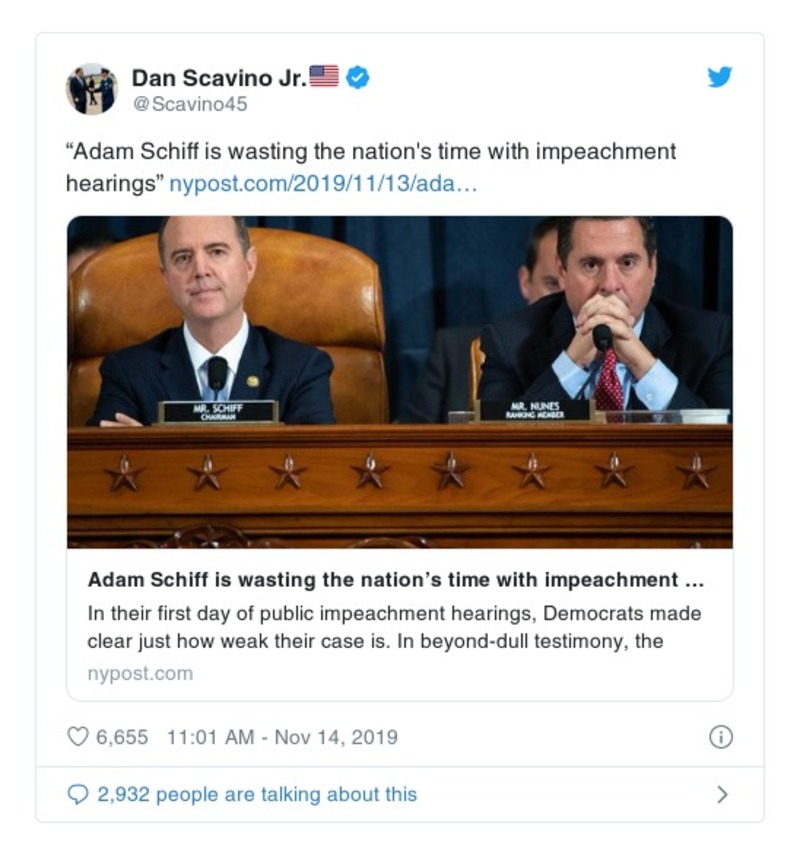 Dan Scavino Jr.🇺🇸
@Scavino45
“Adam Schiff is wasting the nation's time with impeachment
hearings” nypost.com/2019/11/13/ada…
MR. SCHIFF
CHAIRMAN
MR. NUNES
RANKING MEMBER
Adam Schiff is wasting the nation’s time with impeachment ...
In their first day of public impeachment hearings, Democrats made
clear just how weak their case is. In beyond-dull testimony, the
nypost.com
6,655 11:01 AM - Nov 14, 2019
2,932 people are talking about this